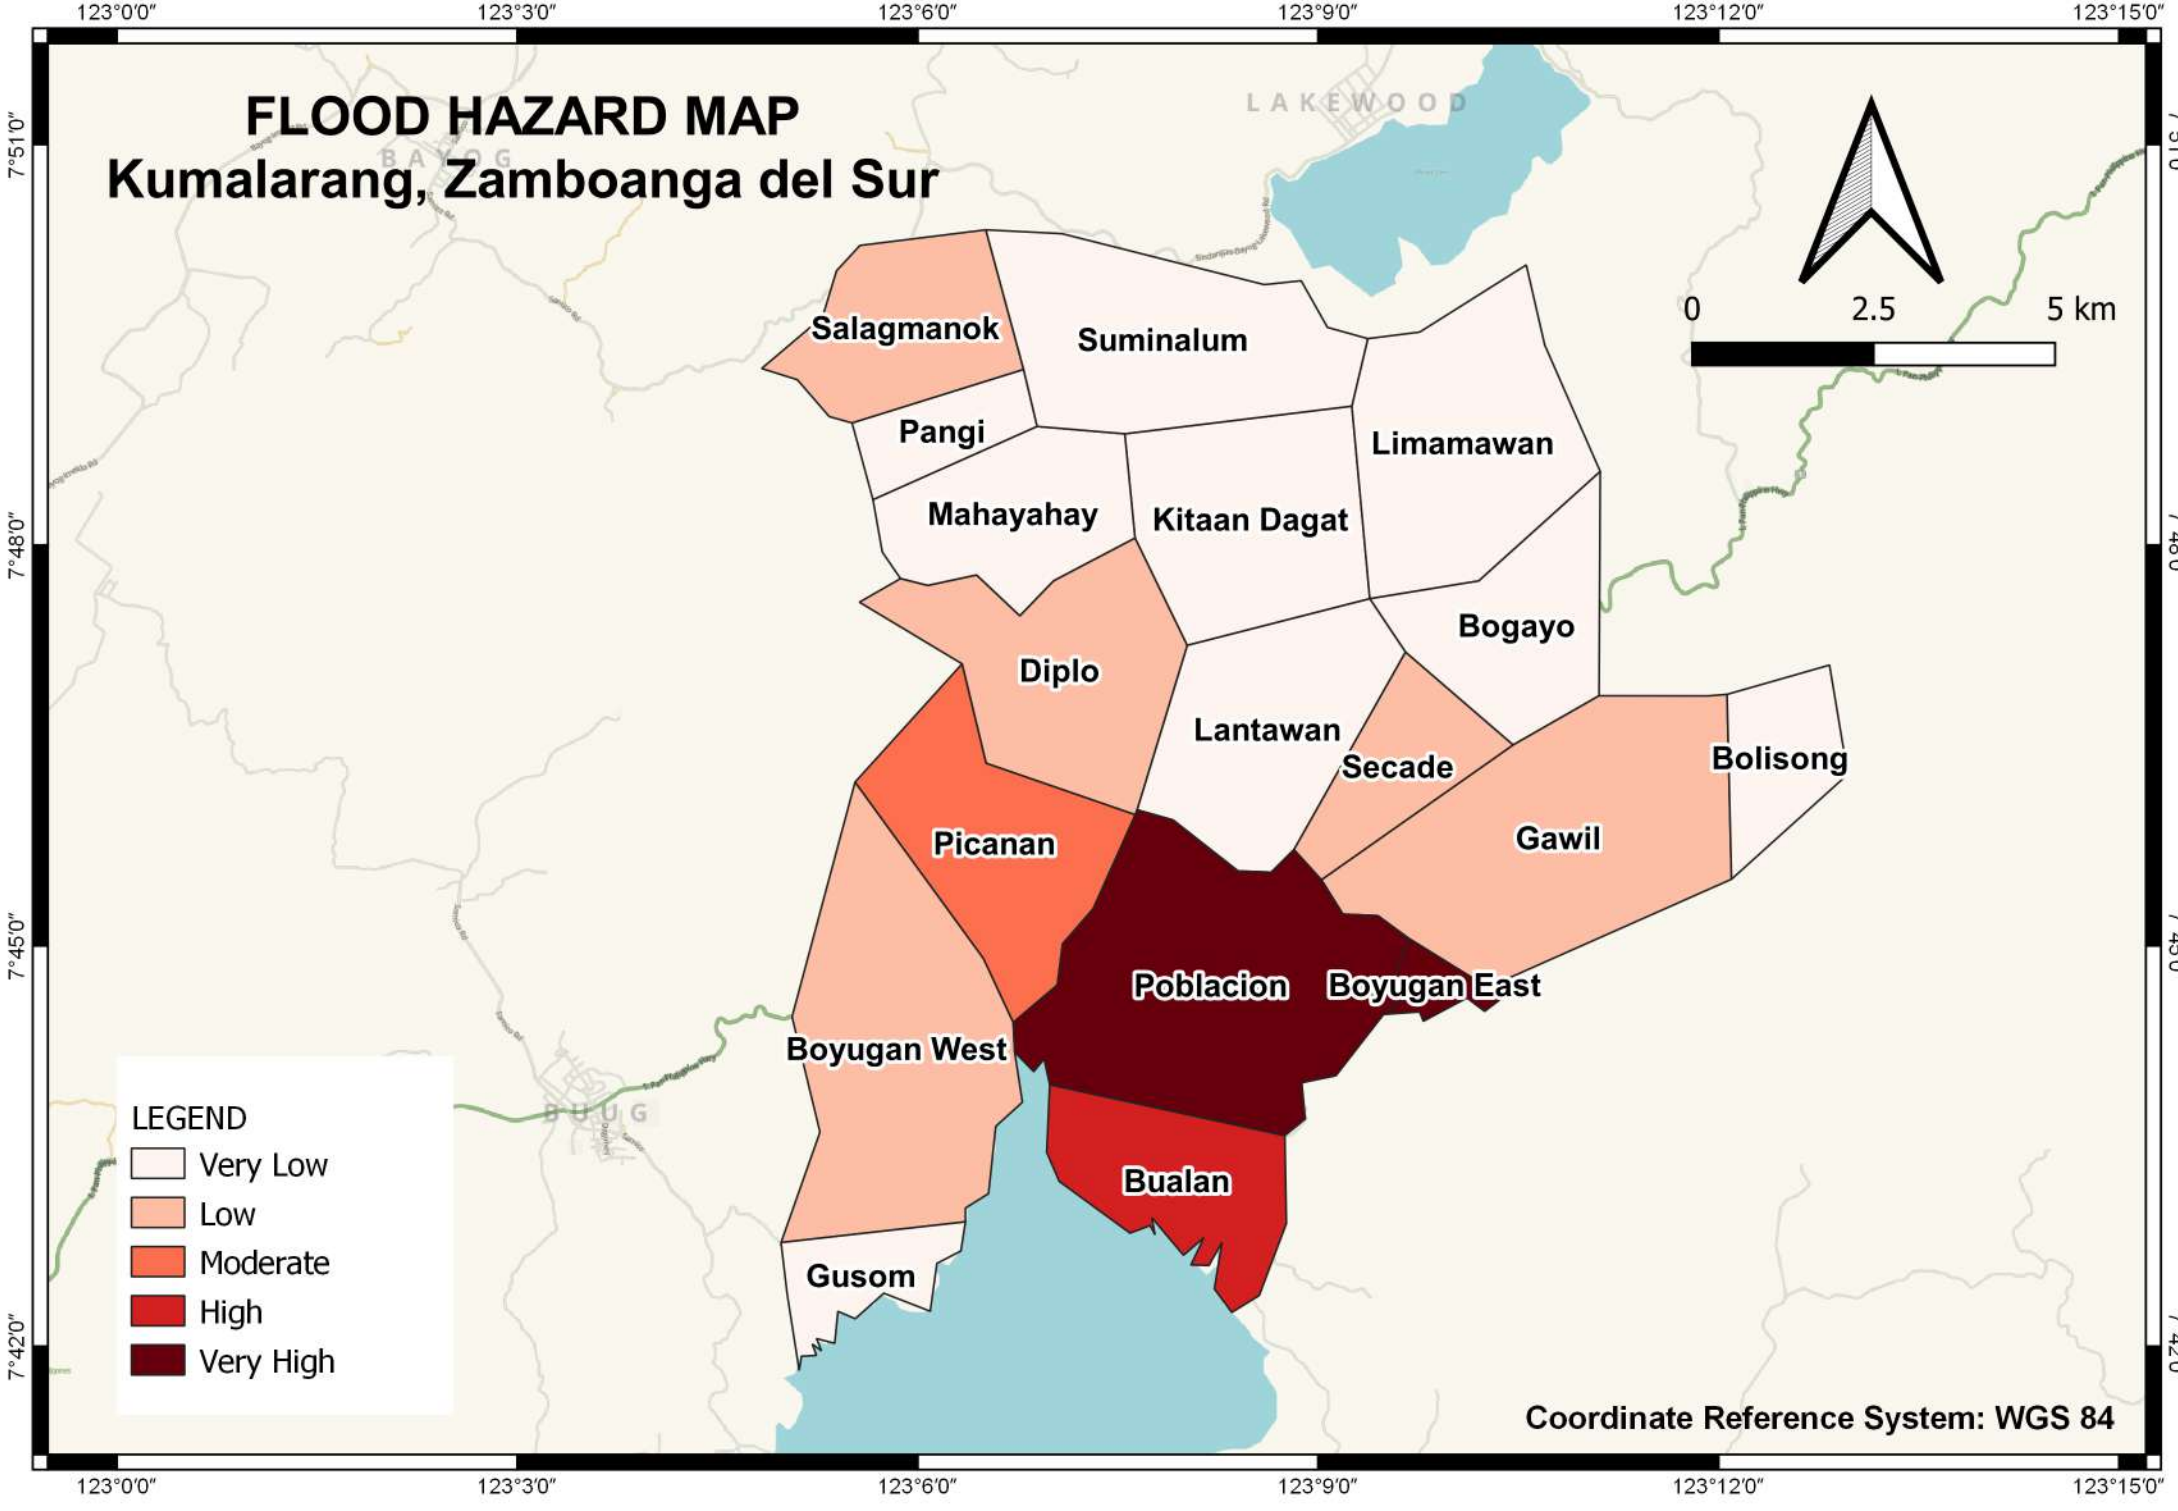 123°0'0" 123°3'0" 123°6'0" 123°9'0" 123°12'0" 123°15'0"
FLOOD HAZARD MAP
Kumalarang, Zamboanga del Sur
LAKEWOOD
BAYOG
7°51'0"
0 2.5 5 km
Salagmanok
Suminalum
Pangi
Limamawan
Mahayahay
Kitaan Dagat
7°48'0"
Bogayo
Diplo
Lantawan
Secade
Bolisong
Picanan
Gawil
7°45'0"
Poblacion
Boyugan East
Boyugan West
BUUG
LEGEND
Very Low
Low
Moderate
High
Very High
Bualan
Gusom
7°42'0"
Coordinate Reference System: WGS 84
123°0'0" 123°3'0" 123°6'0" 123°9'0" 123°12'0" 123°15'0"